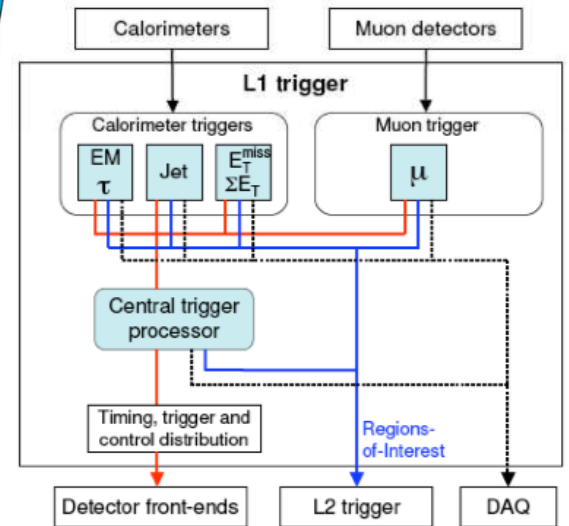 Calorimeters
Muon detectors
L1 trigger
Calorimeter triggers
Muon trigger
EM
τ
Jet
E_T^miss
ΣE_T
μ
Central trigger
processor
Timing, trigger and
control distribution
Regions-
of-Interest
Detector front-ends
L2 trigger
DAQ